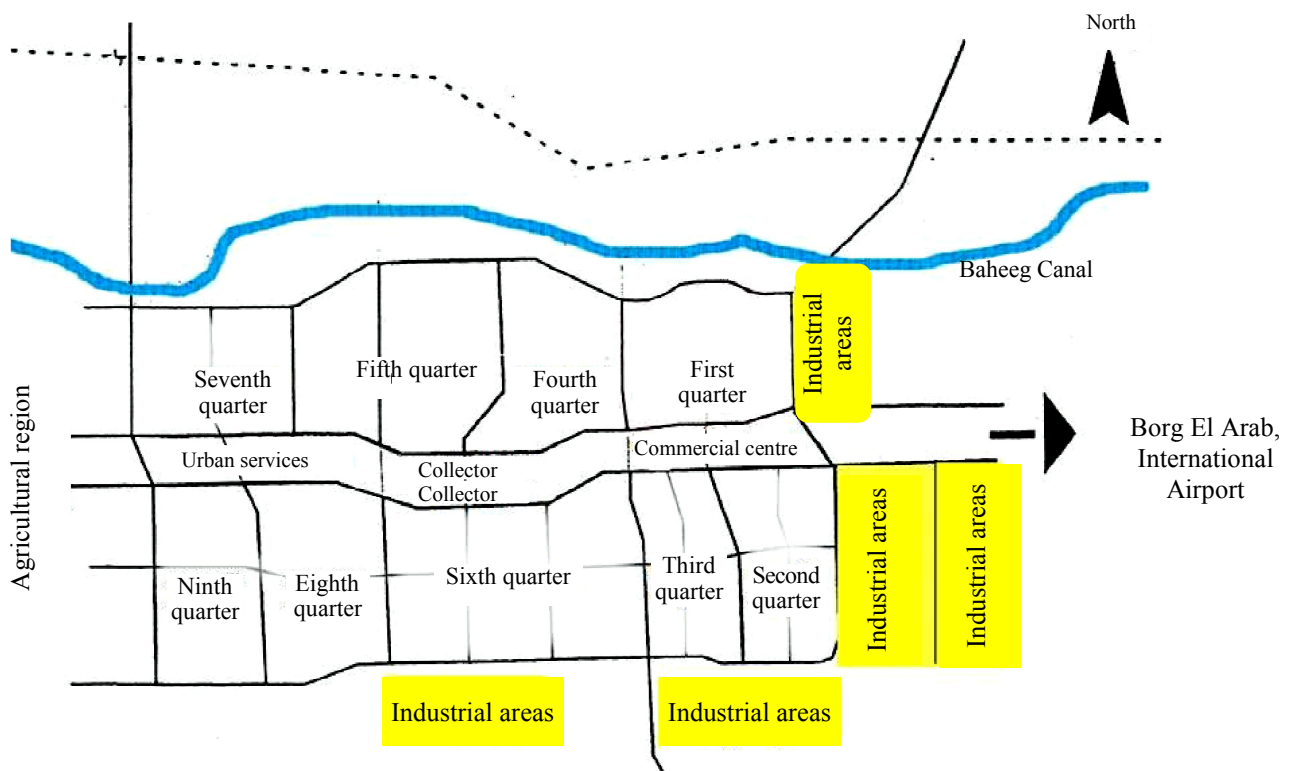 North
Baheeg Canal
Industrial
areas
Fifth quarter
Seventh
quarter
Fourth
quarter
First
quarter
Agricultural region
Borg El Arab,
International
Airport
Urban services
Collector
Collector
Commercial centre
Industrial areas
Industrial areas
Ninth
quarter
Eighth
quarter
Sixth quarter
Third
quarter
Second
quarter
Industrial areas
Industrial areas